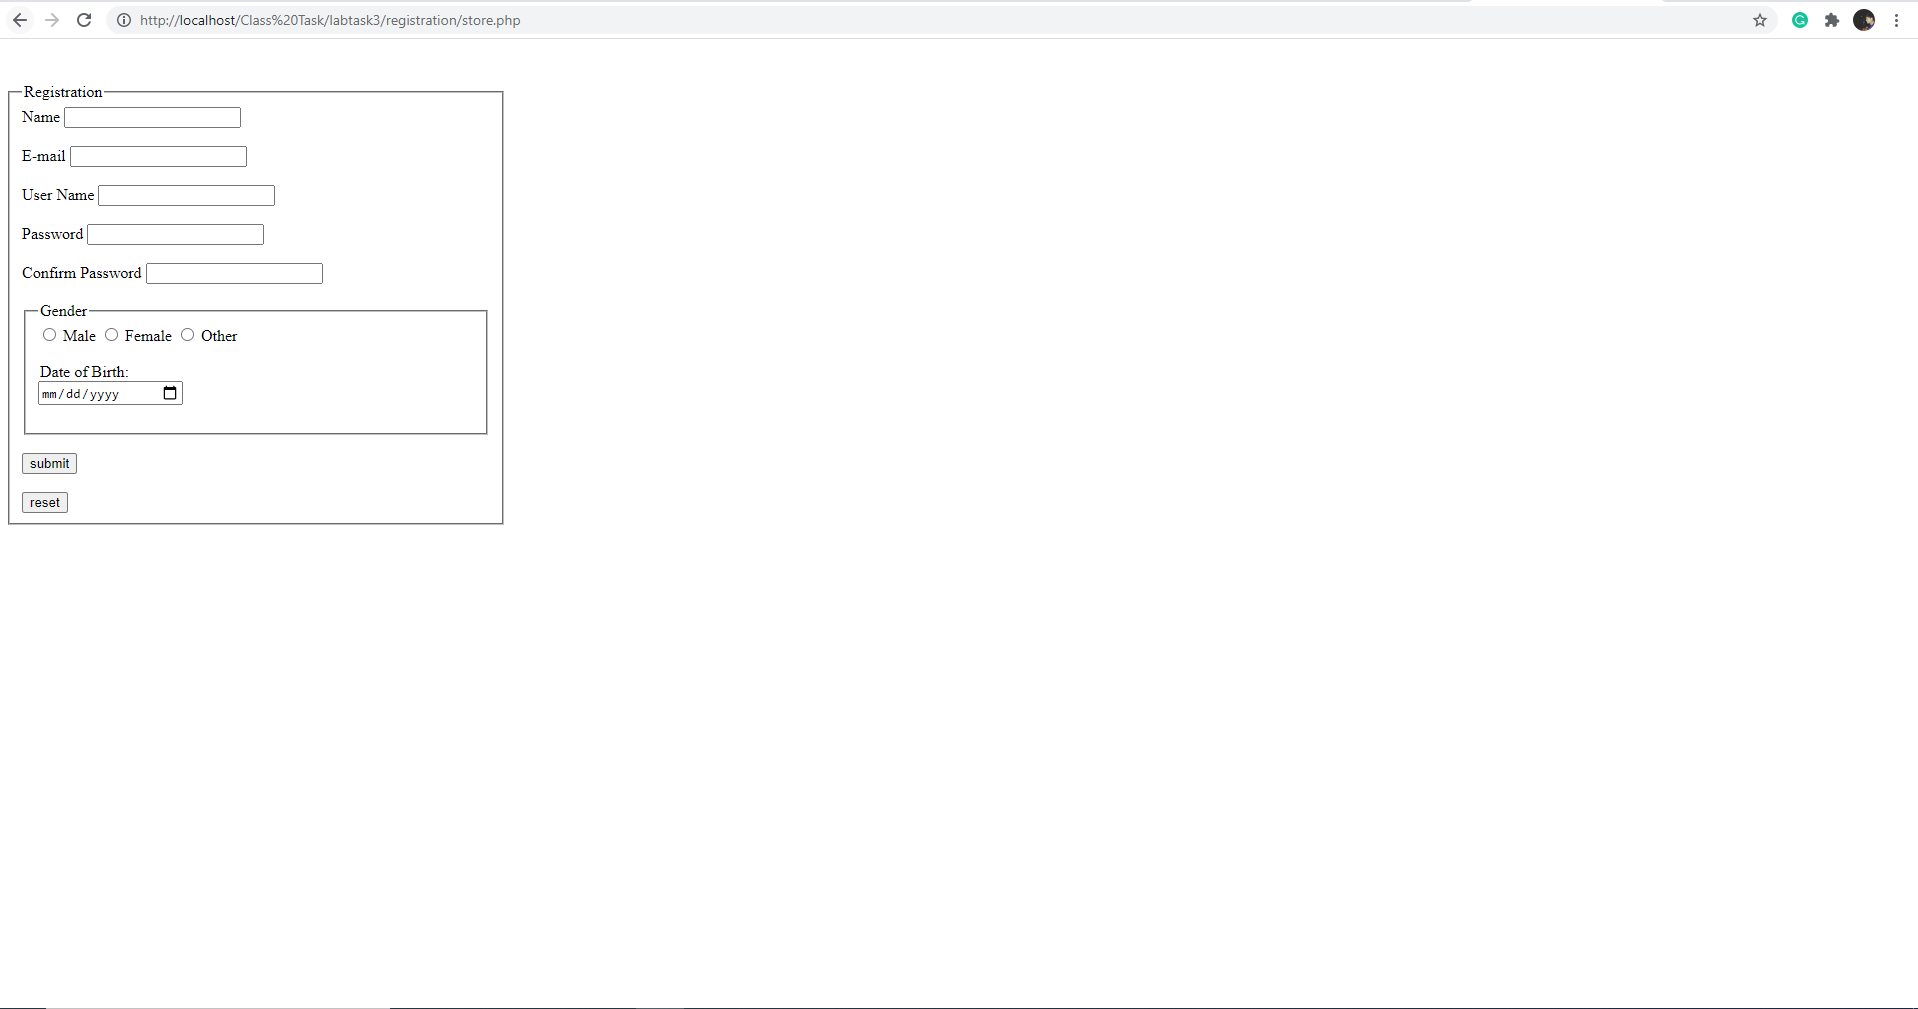 http://localhost/Class%20Task/labtask3/registration/store.php
Registration
Name
E-mail
User Name
Password
Confirm Password
Gender
Male Female Other
Date of Birth:
mm/dd/yyyy
submit
reset